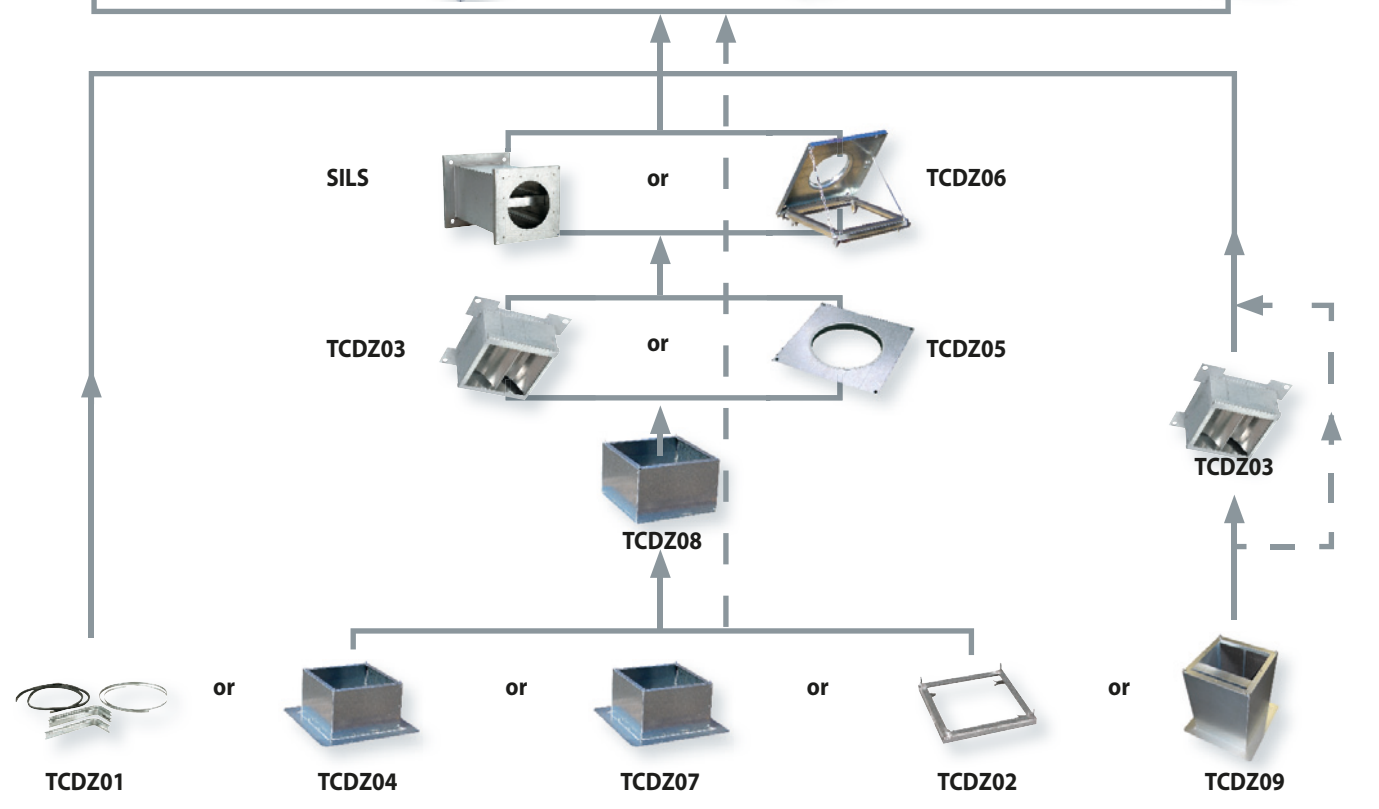 SILS or TCDZ06
TCDZ03 or TCDZ05
TCDZ03
TCDZ08
or or or or
TCDZ01 TCDZ04 TCDZ07 TCDZ02 TCDZ09